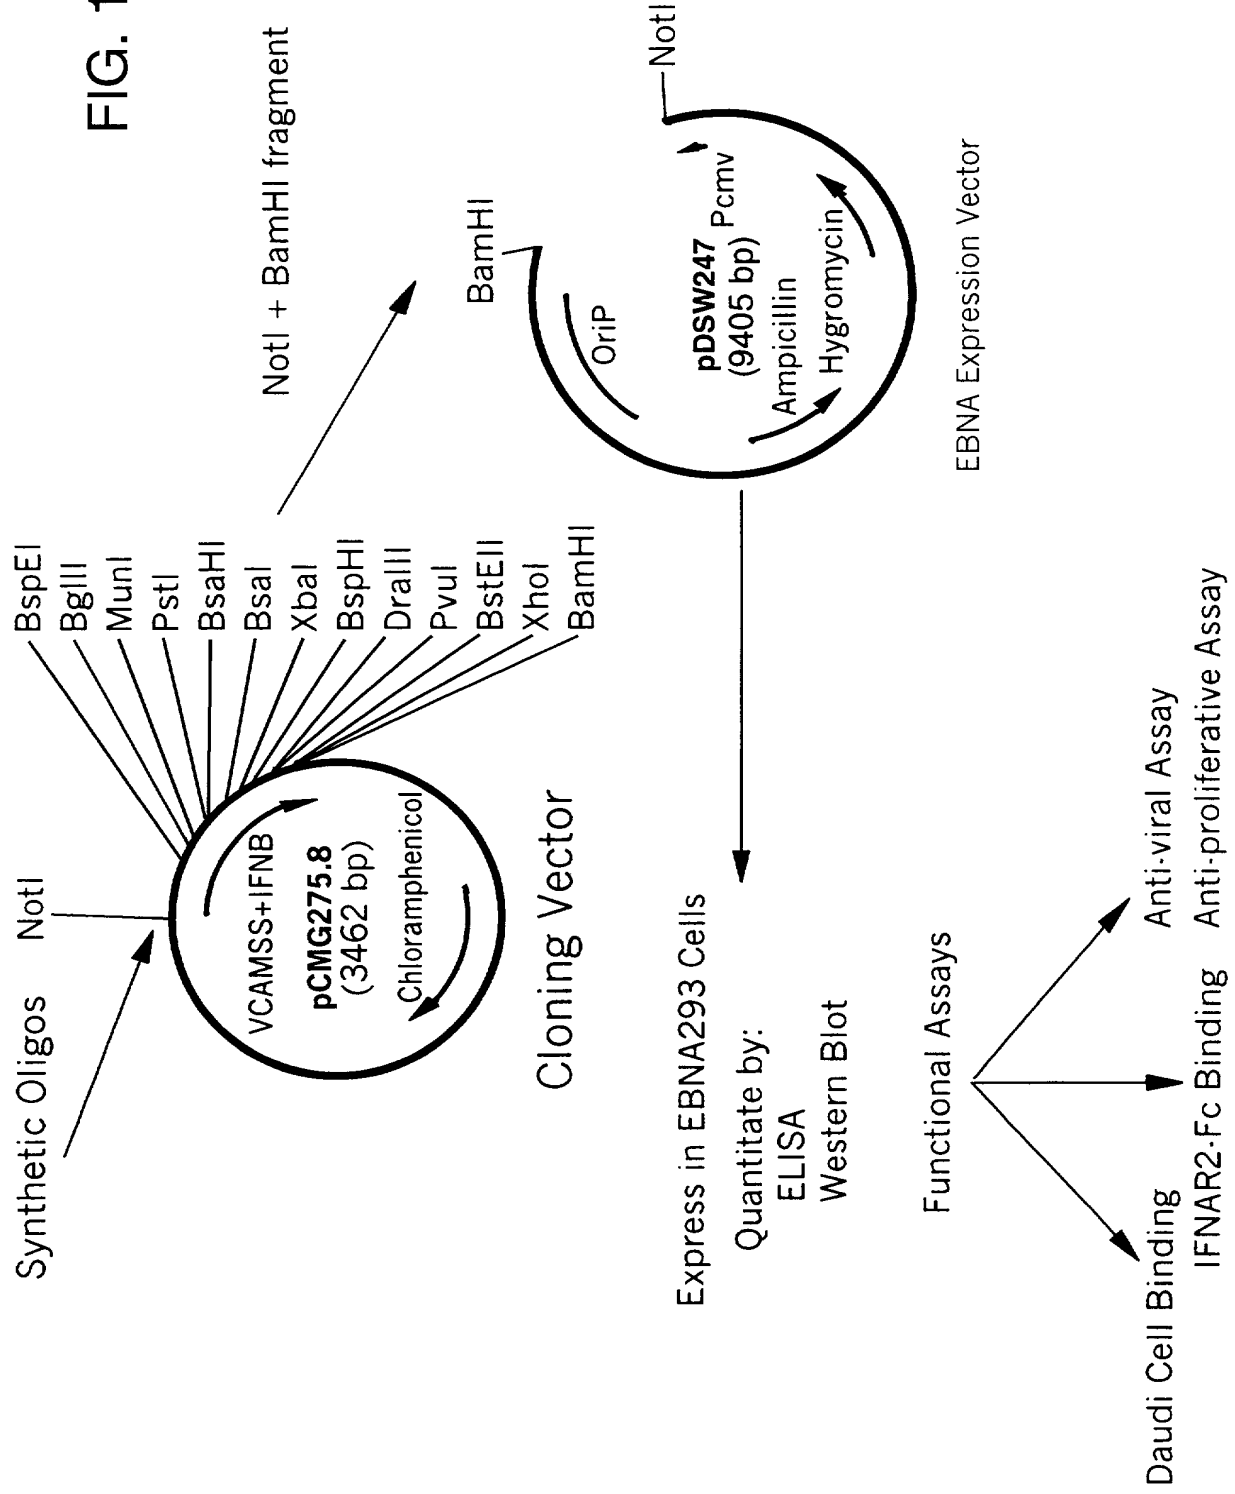 FIG. 1
Synthetic Oligos
NotI
BspEI
BglII
MunI
PstI
BsaHI
BsaI
XbaI
BspHI
DraIII
PvuI
BstEII
XhoI
BamHI
VCAMSS+IFNB
pCMG275.8
(3462 bp)
Chloramphenicol
Cloning Vector
NotI + BamHI fragment
BamHI
NotI
OriP
pDSW247
(9405 bp)
Pcmv
Ampicillin
Hygromycin
EBNA Expression Vector
Express in EBNA293 Cells
Quantitate by:
ELISA
Western Blot
Functional Assays
Daudi Cell Binding
IFNAR2-Fc Binding
Anti-viral Assay
Anti-proliferative Assay